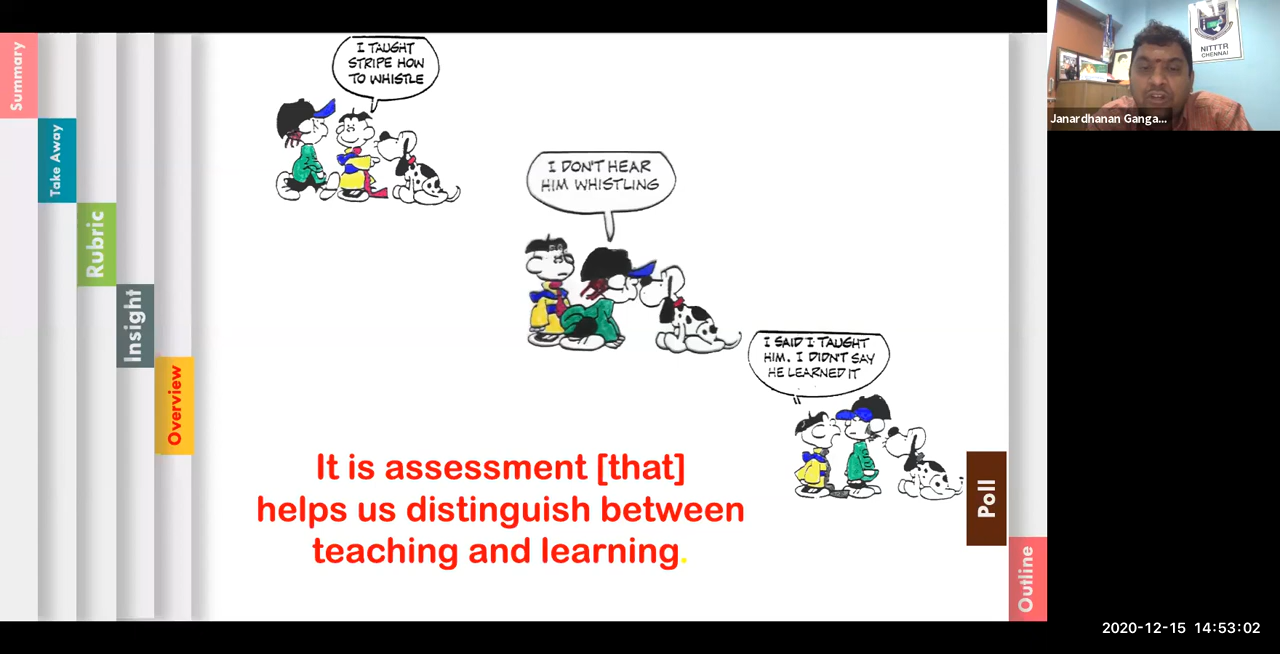 Summary
Take Away
Rubric
Insight
Overview
I TAUGHT
STRIPE HOW
TO WHISTLE
I DON'T HEAR
HIM WHISTLING
I SAID I TAUGHT
HIM. I DIDN'T SAY
HE LEARNED IT
It is assessment [that]
helps us distinguish between
teaching and learning.
Poll
Outline
NITTTR
CHENNAI
Janardhanan Ganga...
2020-12-15 14:53:02